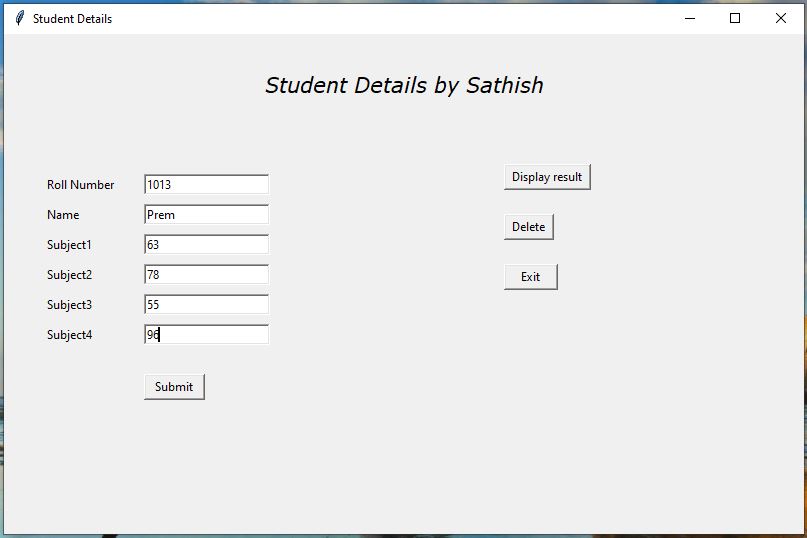 Student Details
Student Details by Sathish
Roll Number 1013
Name Prem
Subject1 63
Subject2 78
Subject3 55
Subject4 96
Submit
Display result
Delete
Exit